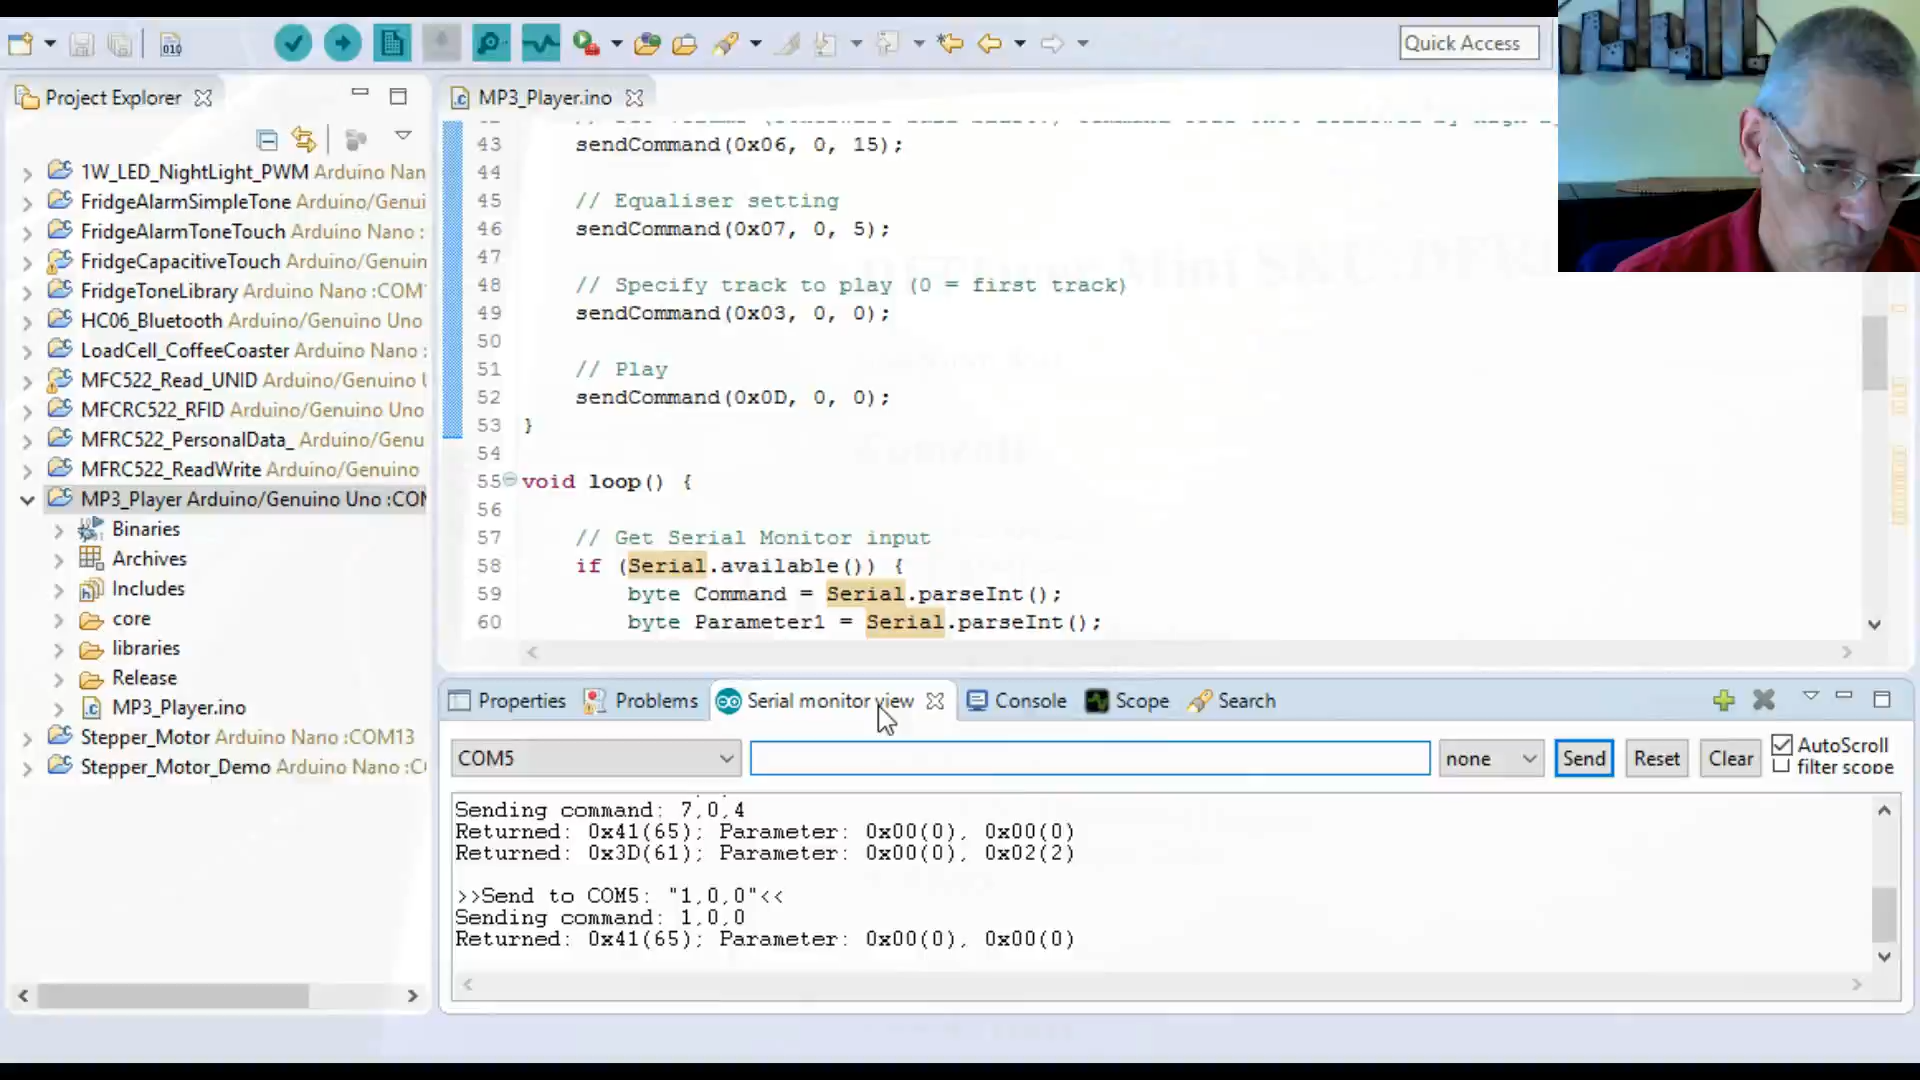 010
Quick Access
Project Explorer
MP3_Player.ino
43 sendCommand(0x06, 0, 15);
44
45 // Equaliser setting
46 sendCommand(0x07, 0, 5);
47
48 // Specify track to play (0 = first track)
49 sendCommand(0x03, 0, 0);
50
51 // Play
52 sendCommand(0x0D, 0, 0);
53 }
54
55 void loop() {
56
57 // Get Serial Monitor input
58 if (Serial.available()) {
59 byte Command = Serial.parseInt();
60 byte Parameter1 = Serial.parseInt();
1W_LED_NightLight_PWM Arduino Nan
FridgeAlarmSimpleTone Arduino/Genui
FridgeAlarmToneTouch Arduino Nano :
FridgeCapacitiveTouch Arduino/Genuin
FridgeToneLibrary Arduino Nano :COM
HC06_Bluetooth Arduino/Genuino Uno
LoadCell_CoffeeCoaster Arduino Nano :
MFC522_Read_UNID Arduino/Genuino U
MFCRC522_RFID Arduino/Genuino Uno
MFRC522_PersonalData_ Arduino/Genu
MFRC522_ReadWrite Arduino/Genuino
MP3_Player Arduino/Genuino Uno :COM
Binaries
Archives
Includes
core
libraries
Release
MP3_Player.ino
Stepper_Motor Arduino Nano :COM13
Stepper_Motor_Demo Arduino Nano :C
Properties Problems Serial monitor view Console Scope Search
COM5 none Send Reset Clear AutoScroll
filter scope
Sending command: 7,0,4
Returned: 0x41(65); Parameter: 0x00(0), 0x00(0)
Returned: 0x3D(61); Parameter: 0x00(0), 0x02(2)
>>Send to COM5: "1,0,0"<<
Sending command: 1,0,0
Returned: 0x41(65); Parameter: 0x00(0), 0x00(0)